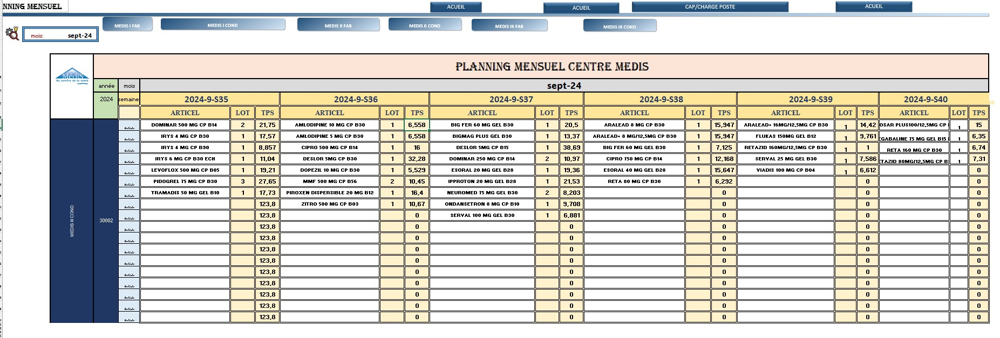 NNING MENSUEL
ACUEIL ACUEIL CAP/CHARGE POSTE ACUEIL
MEDIS I FAB MEDIS I COND MEDIS II FAB MEDIS II COND MEDIS III FAB MEDIS III COND
mois: sept-24
PLANNING MENSUEL CENTRE MEDIS
MédiS
Au service de la santé
année mois sept-24
2024 semaine 2024-9-S35 2024-9-S36 2024-9-S37 2024-9-S38 2024-9-S39 2024-9-S40
ARTICEL LOT TPS ARTICEL LOT TPS ARTICEL LOT TPS ARTICEL LOT TPS ARTICEL LOT TPS ARTICEL LOT TPS
Article DOMINAR 500 MG CP B14 2 21,75 AMLODIPINE 10 MG CP B30 1 6,558 BIG FER 60 MG GEL B30 1 20,5 ARALEAD 8 MG CP B30 1 15,947 ARALEAD+ 16MG/12,5MG CP B30 1 14,42 OSAR PLUS100/12,5MG CP 1 15
Article IRYS 4 MG CP B30 1 17,57 AMLODIPINE 5 MG CP B30 1 6,558 BIGMAG PLUS GEL B30 1 13,37 ARALEAD+ 8 MG/12,5MG CP B30 1 15,947 FLUKAS 150MG GEL B12 1 9,761 EGABALINE 75 MG GEL B15 1 6,35
Article IRYS 4 MG CP B90 1 8,857 CIPRO 500 MG CP B14 1 16 DESLOR 5MG CP B15 1 38,69 BIG FER 60 MG GEL B30 1 7,125 RETAZID 160MG/12,5MG CP B30 1 1 RETA 160 MG CP B30 1 6,74
Article IRYS 6 MG CP B30 ECH 1 11,04 DESLOR 5MG CP B30 1 32,28 DOMINAR 250 MG CP B14 2 10,97 CIPRO 750 MG CP B14 1 12,168 SERVAL 25 MG GEL B30 1 7,586 ETAZID 80MG/12,5MG CP B 1 7,31
Article LEVOFLOX 500 MG CP B05 1 19,21 DOPEZIL 10 MG CP B30 1 5,529 ESORAL 20 MG GEL B28 1 19,36 ESORAL 40 MG GEL B28 1 15,647 VIADIS 100 MG CP B04 1 6,612 0
Article PIDOGREL 75 MG CP B30 3 27,65 MMF 500 MG CP B56 2 10,45 IPPROTON 20 MG GEL B28 1 21,53 RETA 80 MG CP B30 1 6,292 0 0
Article TRAMADIS 50 MG GEL B10 1 17,73 PIROXEN DISPERSIBLE 20 MG B12 1 16,4 NEUROMED 75 MG GEL B30 2 8,203 0 0 0
Article 123,8 ZITRO 500 MG CP B03 1 10,67 ONDANSETRON 8 MG CP B10 1 9,708 0 0 0
MEDIS III COND 30002 Article 123,8 0 SERVAL 100 MG GEL B30 1 6,881 0 0 0
Article 123,8 0 0 0 0 0
Article 123,8 0 0 0 0 0
Article 123,8 0 0 0 0 0
Article 123,8 0 0 0 0 0
Article 123,8 0 0 0 0 0
Article 123,8 0 0 0 0 0
Article 123,8 0 0 0 0 0
Article 123,8 0 0 0 0 0
Article 123,8 0 0 0 0 0